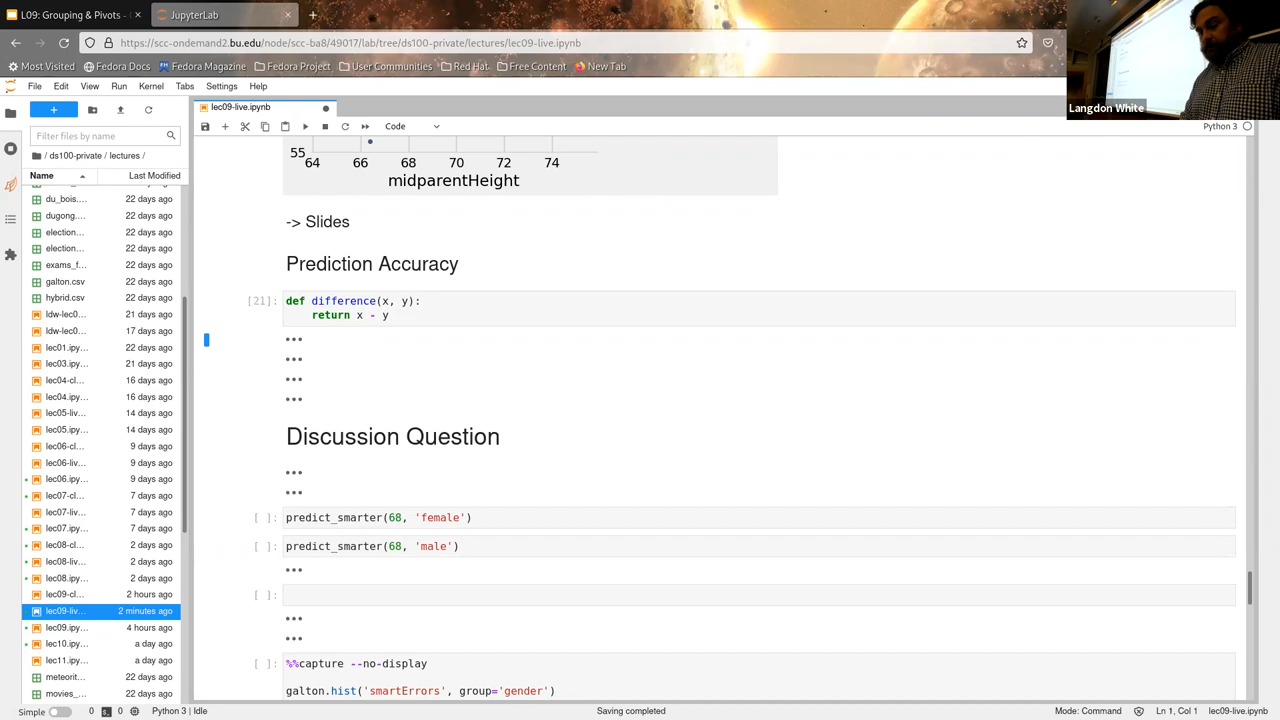 L09: Grouping & Pivots - C
JupyterLab
https://scc-ondemand2.bu.edu/node/scc-ba8/49017/lab/tree/ds100-private/lectures/lec09-live.ipynb
Most Visited
Fedora Docs
Fedora Magazine
Fedora Project
User Communities
Red Hat
Free Content
New Tab
File Edit View Run Kernel Tabs Settings Help
Langdon White
lec09-live.ipynb
Filter files by name
Code
Python 3
/ ds100-private / lectures /
Name Last Modified
du_bois.... 22 days ago
dugong.... 22 days ago
election... 22 days ago
election... 22 days ago
exams_f... 22 days ago
galton.csv 22 days ago
hybrid.csv 22 days ago
ldw-lec0... 21 days ago
ldw-lec0... 17 days ago
lec01.ipy... 22 days ago
lec03.ipy... 21 days ago
lec04-cl... 16 days ago
lec04.ipy... 16 days ago
lec05-liv... 14 days ago
lec05.ipy... 14 days ago
lec06-cl... 9 days ago
lec06-liv... 9 days ago
lec06.ipy... 9 days ago
lec07-cl... 7 days ago
lec07-liv... 7 days ago
lec07.ipy... 7 days ago
lec08-cl... 2 days ago
lec08-liv... 2 days ago
lec08.ipy... 2 days ago
lec09-cl... 2 hours ago
lec09-liv... 2 minutes ago
lec09.ipy... 4 hours ago
lec10.ipy... a day ago
lec11.ipy... a day ago
meteorit... 22 days ago
movies_... 22 days ago
55
64 66 68 70 72 74
midparentHeight
-> Slides
Prediction Accuracy
[21]: def difference(x, y):
return x - y
•••
•••
•••
•••
Discussion Question
•••
•••
[ ]: predict_smarter(68, 'female')
[ ]: predict_smarter(68, 'male')
•••
[ ]:
•••
•••
[ ]: %%capture --no-display
galton.hist('smartErrors', group='gender')
Simple 0 0 Python 3 | Idle Saving completed Mode: Command Ln 1, Col 1 lec09-live.ipynb